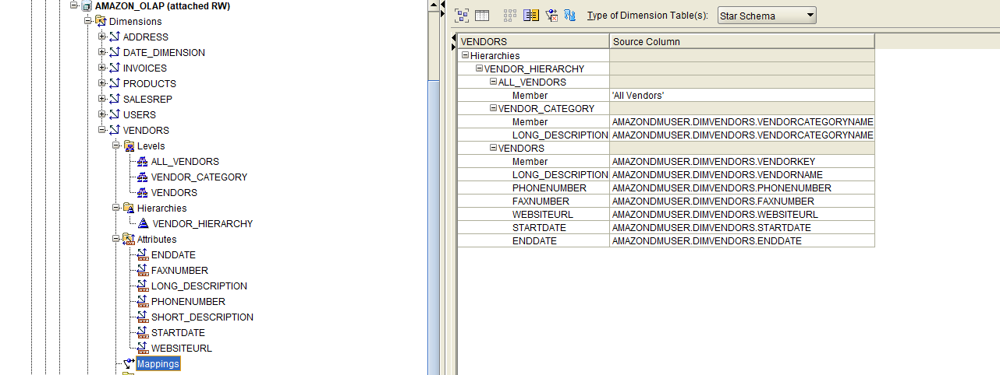 AMAZON_OLAP (attached RW)
Dimensions
ADDRESS
DATE_DIMENSION
INVOICES
PRODUCTS
SALESREP
USERS
VENDORS
Levels
ALL_VENDORS
VENDOR_CATEGORY
VENDORS
Hierarchies
VENDOR_HIERARCHY
Attributes
ENDDATE
FAXNUMBER
LONG_DESCRIPTION
PHONENUMBER
SHORT_DESCRIPTION
STARTDATE
WEBSITEURL
Mappings
Type of Dimension Table(s): Star Schema
VENDORS Source Column
Hierarchies
VENDOR_HIERARCHY
ALL_VENDORS
Member 'All Vendors'
VENDOR_CATEGORY
Member AMAZONDMUSER.DIMVENDORS.VENDORCATEGORYNAME
LONG_DESCRIPTION AMAZONDMUSER.DIMVENDORS.VENDORCATEGORYNAME
VENDORS
Member AMAZONDMUSER.DIMVENDORS.VENDORKEY
LONG_DESCRIPTION AMAZONDMUSER.DIMVENDORS.VENDORNAME
PHONENUMBER AMAZONDMUSER.DIMVENDORS.PHONENUMBER
FAXNUMBER AMAZONDMUSER.DIMVENDORS.FAXNUMBER
WEBSITEURL AMAZONDMUSER.DIMVENDORS.WEBSITEURL
STARTDATE AMAZONDMUSER.DIMVENDORS.STARTDATE
ENDDATE AMAZONDMUSER.DIMVENDORS.ENDDATE